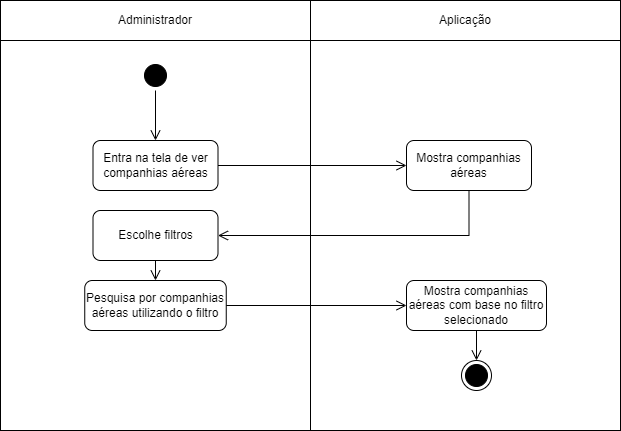 Administrador
Aplicação
Entra na tela de ver
companhias aéreas
Mostra companhias
aéreas
Escolhe filtros
Pesquisa por companhias
aéreas utilizando o filtro
Mostra companhias
aéreas com base no filtro
selecionado